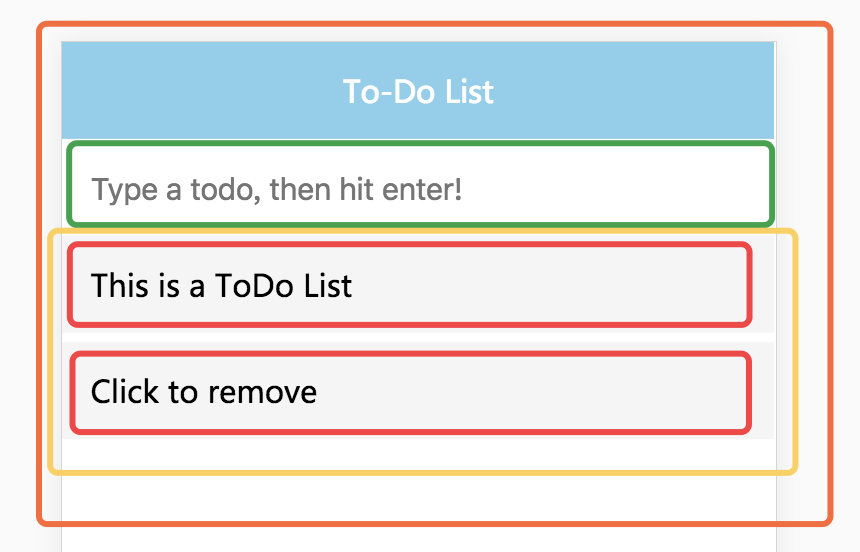 To-Do List
Type a todo, then hit enter!
This is a ToDo List
Click to remove